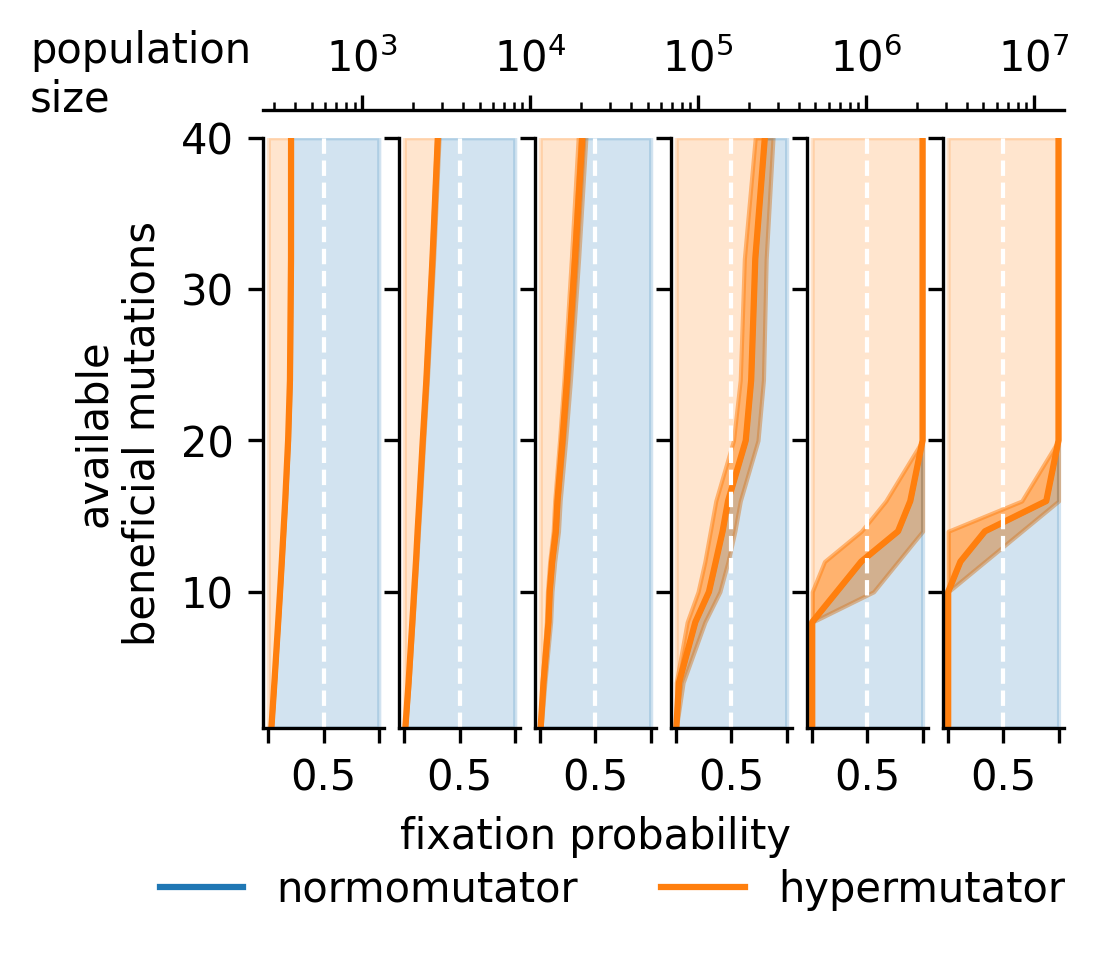 population
size
10³ 10⁴ 10⁵ 10⁶ 10⁷
40
30
20
10
available
beneficial mutations
0.5 0.5 0.5 0.5 0.5 0.5
fixation probability
normomutator hypermutator